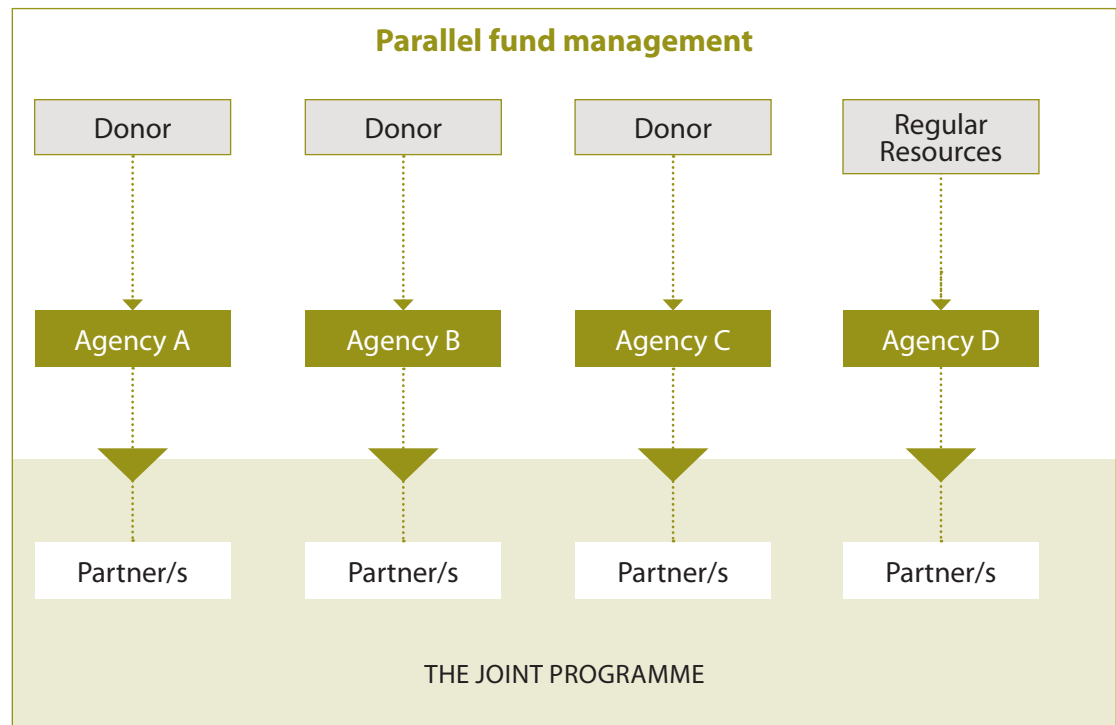 Parallel fund management
Donor
Donor
Donor
Regular
Resources
Agency A
Agency B
Agency C
Agency D
Partner/s
Partner/s
Partner/s
Partner/s
THE JOINT PROGRAMME